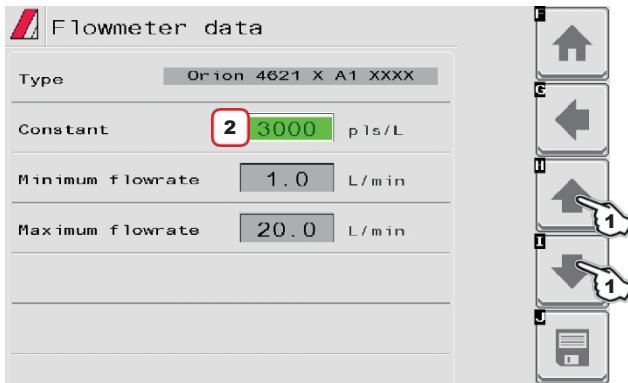 Flowmeter data
Type Orion 4621 X A1 XXXX
Constant 2 3000 pls/L
Minimum flowrate 1.0 L/min
Maximum flowrate 20.0 L/min
F
G
H
1
I
1
J